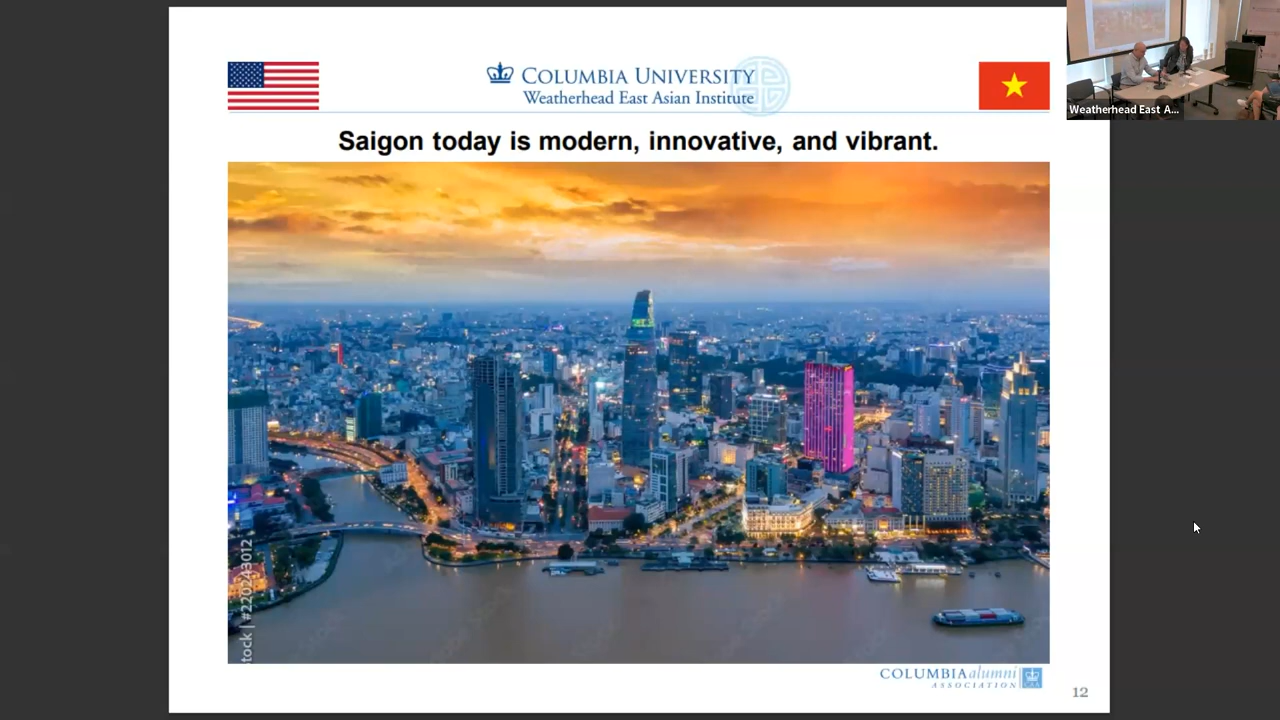 COLUMBIA UNIVERSITY
Weatherhead East Asian Institute
Weatherhead East A...
Saigon today is modern, innovative, and vibrant.
tock | #220243012
COLUMBIA alumni
ASSOCIATION
12